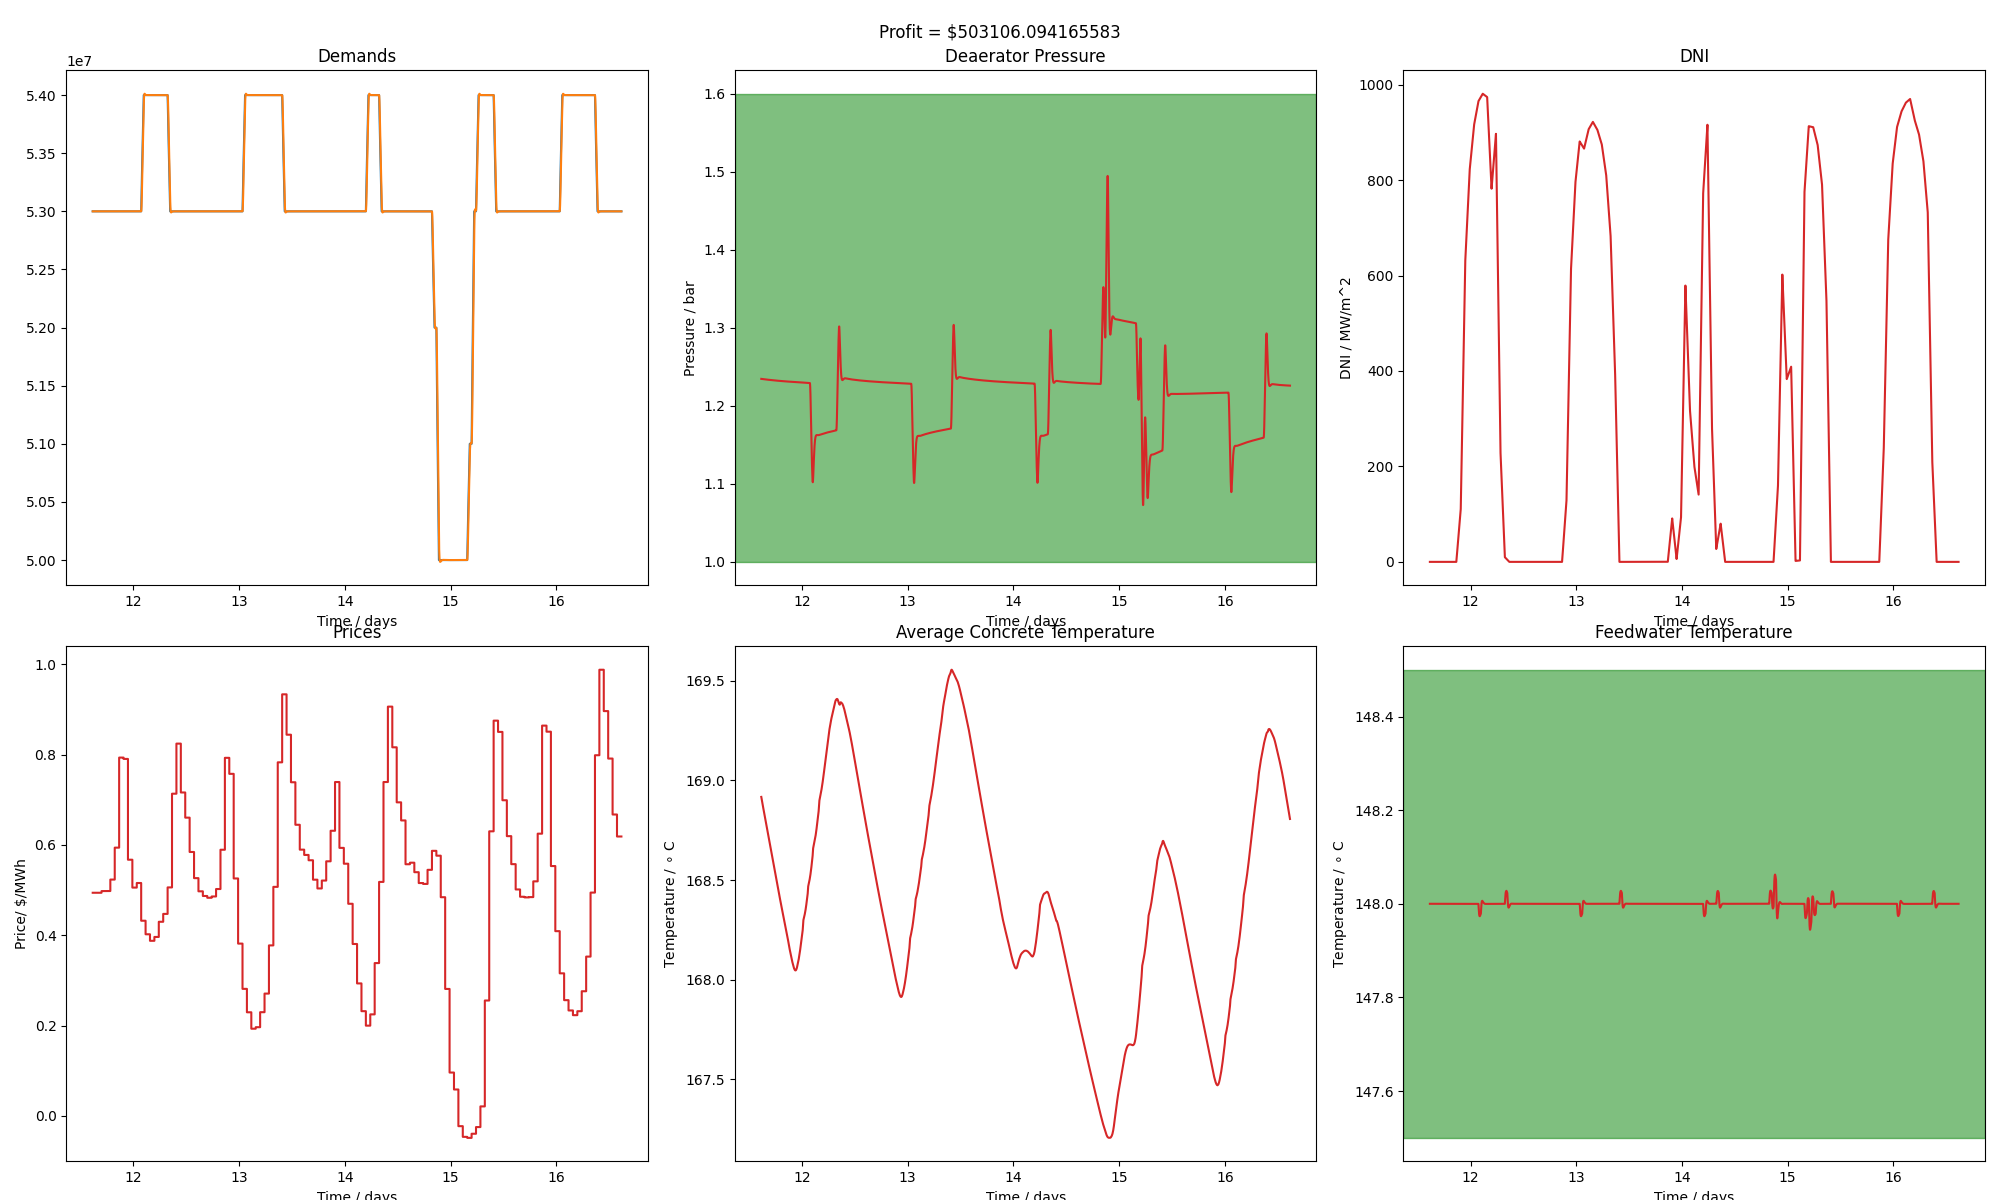 Profit = $503106.094165583
Demands
1e7
5.40
5.35
5.30
5.25
5.20
5.15
5.10
5.05
5.00
12 13 14 15 16
Time / days
Deaerator Pressure
Pressure / bar
1.6
1.5
1.4
1.3
1.2
1.1
1.0
12 13 14 15 16
Time / days
DNI
DNI / MW/m^2
1000
800
600
400
200
0
12 13 14 15 16
Time / days
Prices
Price/ $/MWh
1.0
0.8
0.6
0.4
0.2
0.0
12 13 14 15 16
Time / days
Average Concrete Temperature
Temperature / ∘ C
169.5
169.0
168.5
168.0
167.5
12 13 14 15 16
Time / days
Feedwater Temperature
Temperature / ∘ C
148.4
148.2
148.0
147.8
147.6
12 13 14 15 16
Time / days